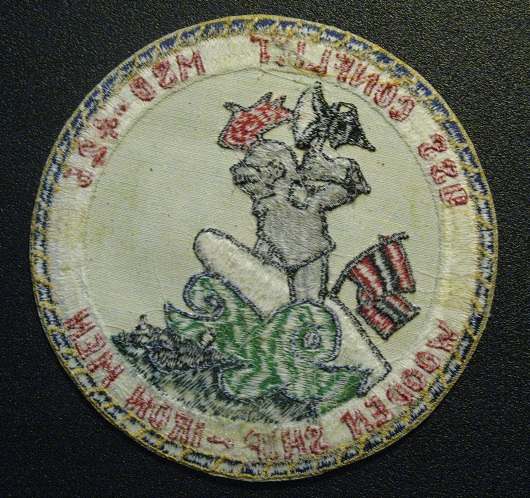 USS CONFLICT MSO-426
WOODEN SHIP - IRON MEN